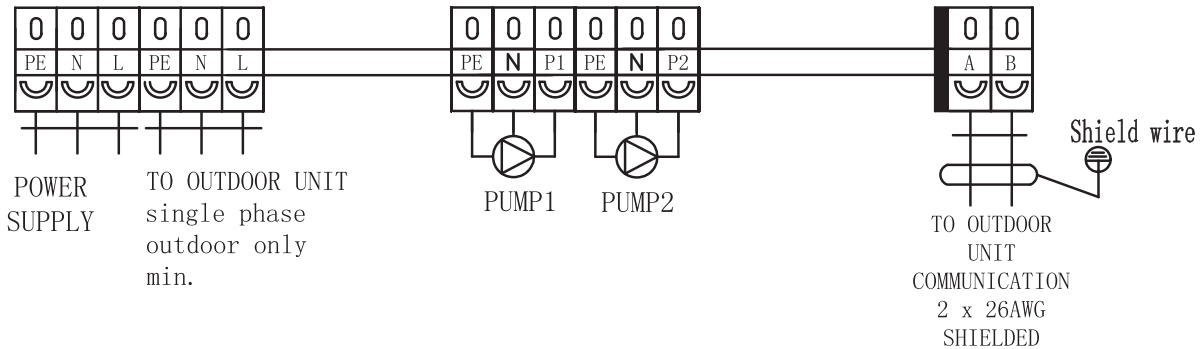 0 0 0 0 0 0 0 0 0 0 0 0 0 0
PE N L PE N L PE N P1 PE N P2 A B
Shield wire
POWER
SUPPLY
TO OUTDOOR UNIT
single phase
outdoor only
min.
PUMP1 PUMP2
TO OUTDOOR
UNIT
COMMUNICATION
2 x 26AWG
SHIELDED